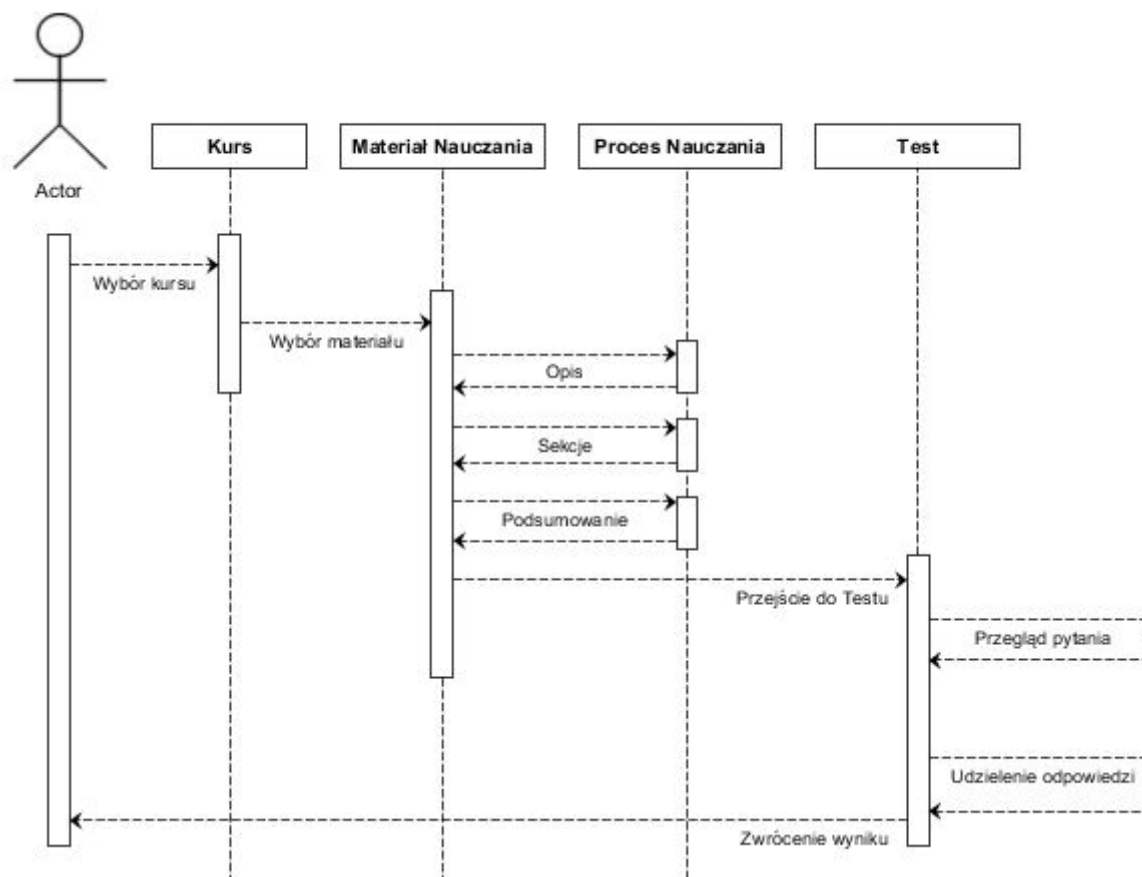 Kurs
Materiał Nauczania
Proces Nauczania
Test
Actor
Wybór kursu
Wybór materiału
Opis
Sekcje
Podsumowanie
Przejście do Testu
Przegląd pytania
Udzielenie odpowiedzi
Zwrócenie wyniku